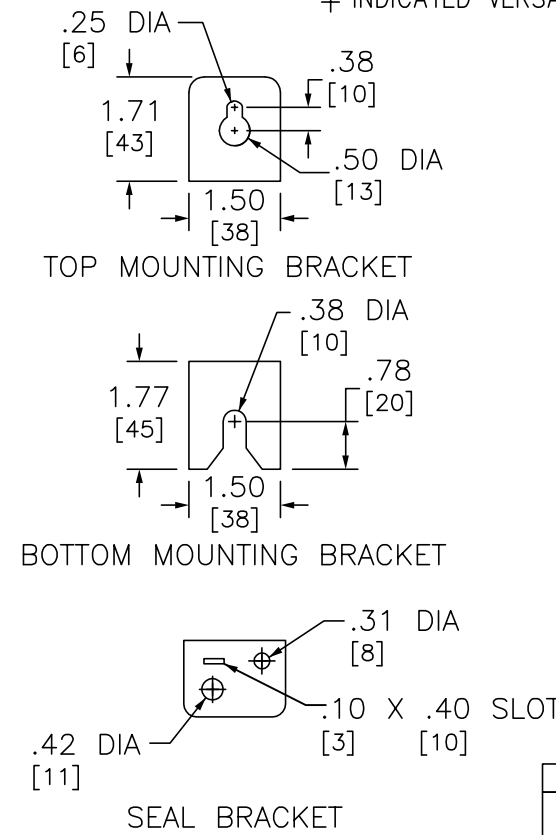 INDICATED
.25 DIA
[6]
.38
[10]
1.71
[43]
.50 DIA
[13]
1.50
[38]
TOP MOUNTING BRACKET
.38 DIA
[10]
.78
[20]
1.77
[45]
1.50
[38]
BOTTOM MOUNTING BRACKET
.31 DIA
[8]
.10 X .40 SLOT
[3] [10]
.42 DIA
[11]
SEAL BRACKET